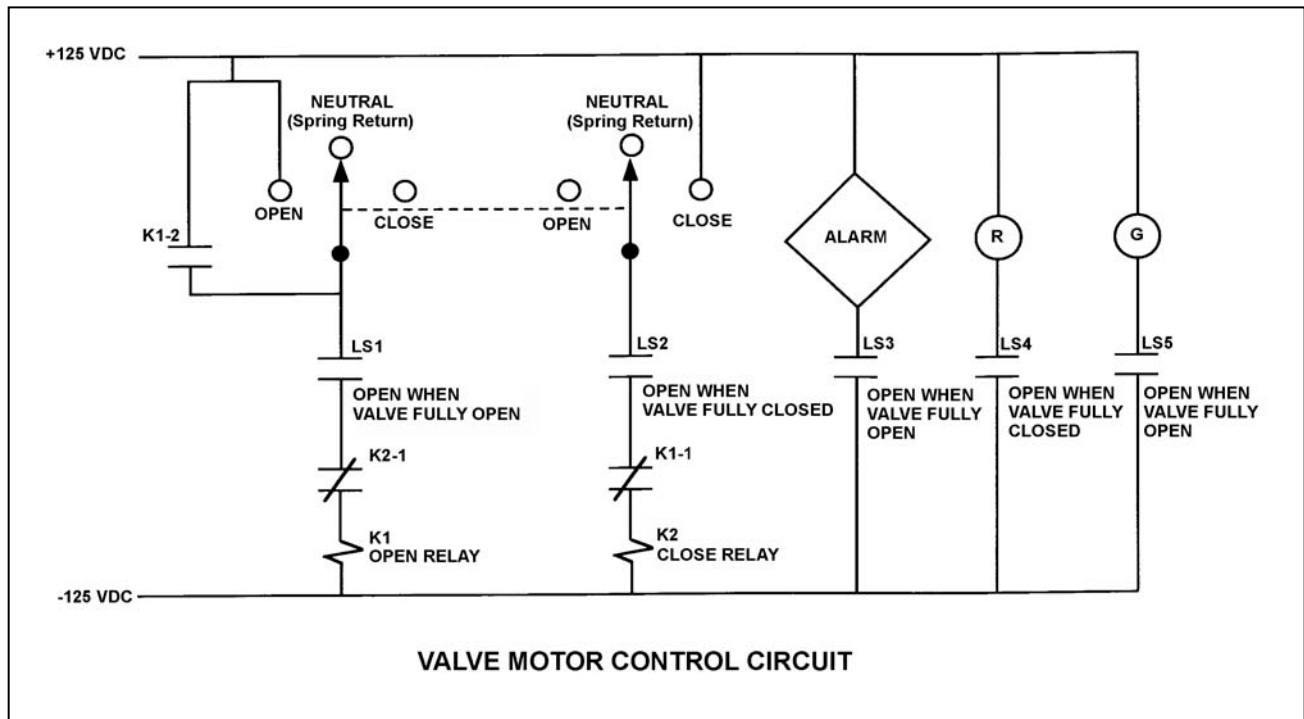 +125 VDC
NEUTRAL
(Spring Return)
NEUTRAL
(Spring Return)
OPEN
CLOSE
OPEN
CLOSE
K1-2
ALARM
R
G
LS1
OPEN WHEN
VALVE FULLY OPEN
LS2
OPEN WHEN
VALVE FULLY CLOSED
LS3
OPEN WHEN
VALVE FULLY
OPEN
LS4
OPEN WHEN
VALVE FULLY
CLOSED
LS5
OPEN WHEN
VALVE FULLY
OPEN
K2-1
K1-1
K1
OPEN RELAY
K2
CLOSE RELAY
-125 VDC
VALVE MOTOR CONTROL CIRCUIT